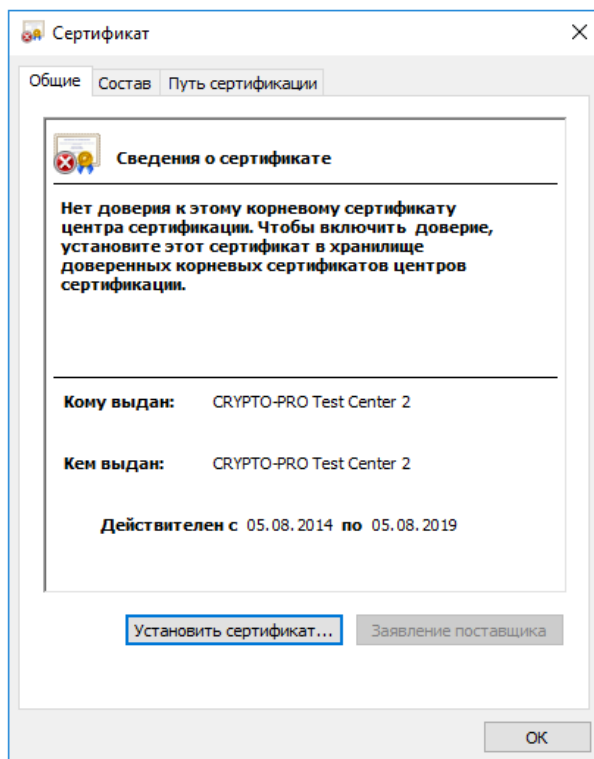 Сертификат
Общие Состав Путь сертификации
Сведения о сертификате
Нет доверия к этому корневому сертификату
центра сертификации. Чтобы включить доверие,
установите этот сертификат в хранилище
доверенных корневых сертификатов центров
сертификации.
Кому выдан: CRYPTO-PRO Test Center 2
Кем выдан: CRYPTO-PRO Test Center 2
Действителен с 05.08.2014 по 05.08.2019
Установить сертификат... Заявление поставщика
ОК